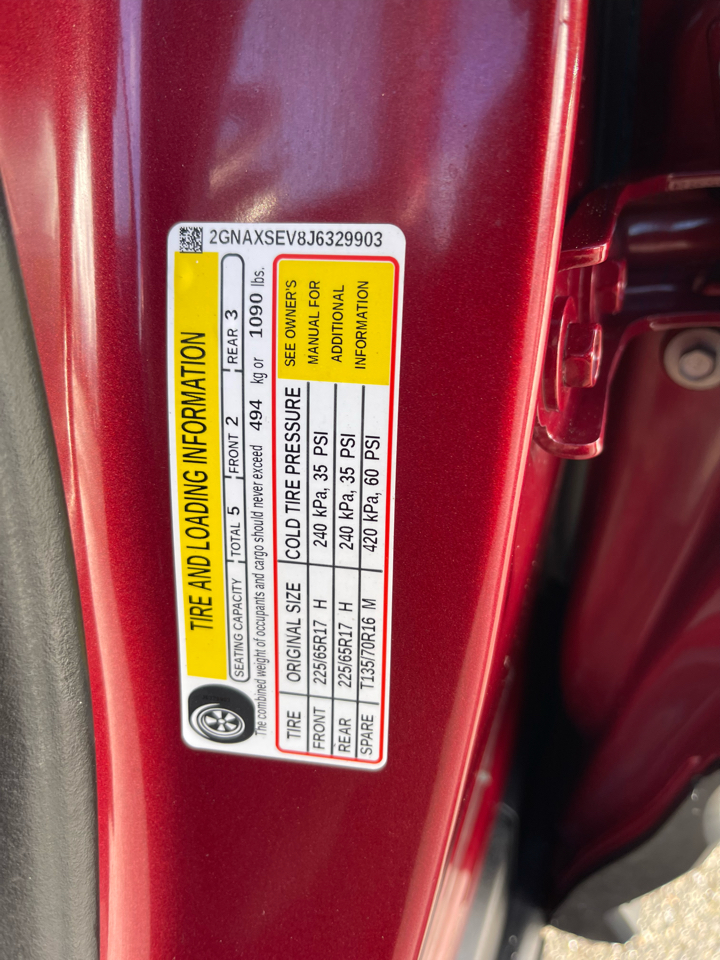 2GNAXSEV8J6329903
TIRE AND LOADING INFORMATION
SEATING CAPACITY TOTAL 5 FRONT 2 REAR 3
The combined weight of occupants and cargo should never exceed 494 kg or 1090 lbs.
TIRE ORIGINAL SIZE COLD TIRE PRESSURE
FRONT 225/65R17 H 240 kPa, 35 PSI
REAR 225/65R17 H 240 kPa, 35 PSI
SPARE T135/70R16 M 420 kPa, 60 PSI
SEE OWNER'S
MANUAL FOR
ADDITIONAL
INFORMATION